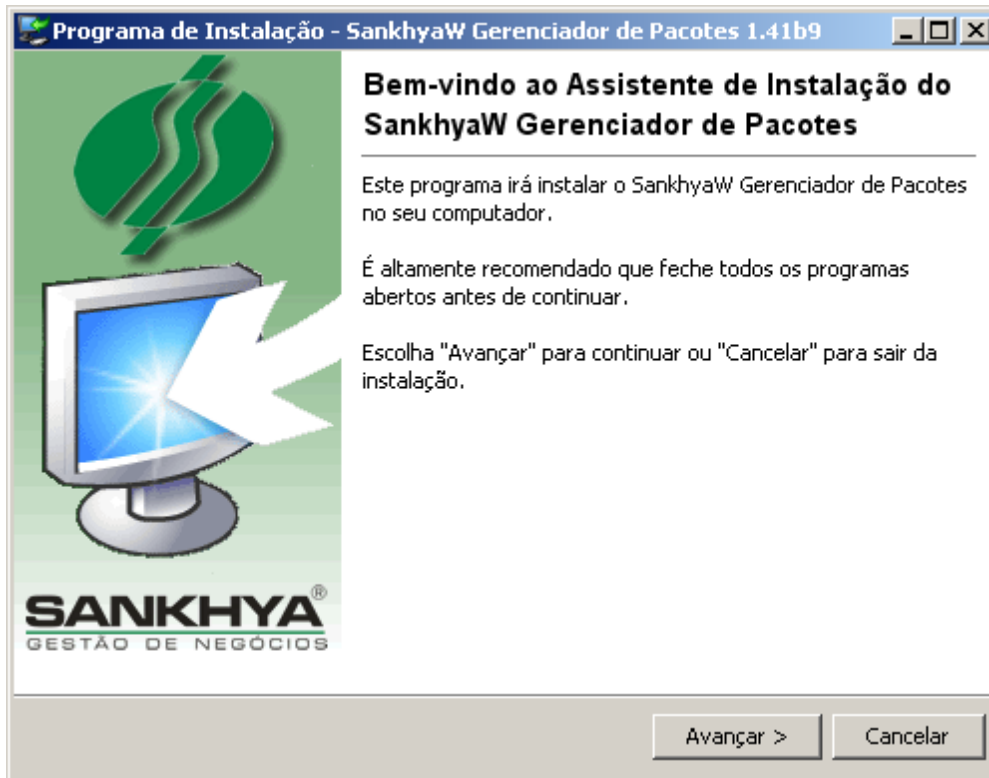 Programa de Instalação - SankhyaW Gerenciador de Pacotes 1.41b9
Bem-vindo ao Assistente de Instalação do
SankhyaW Gerenciador de Pacotes
Este programa irá instalar o SankhyaW Gerenciador de Pacotes
no seu computador.
É altamente recomendado que feche todos os programas
abertos antes de continuar.
Escolha "Avançar" para continuar ou "Cancelar" para sair da
instalação.
SANKHYA®
GESTÃO DE NEGÓCIOS
Avançar >
Cancelar